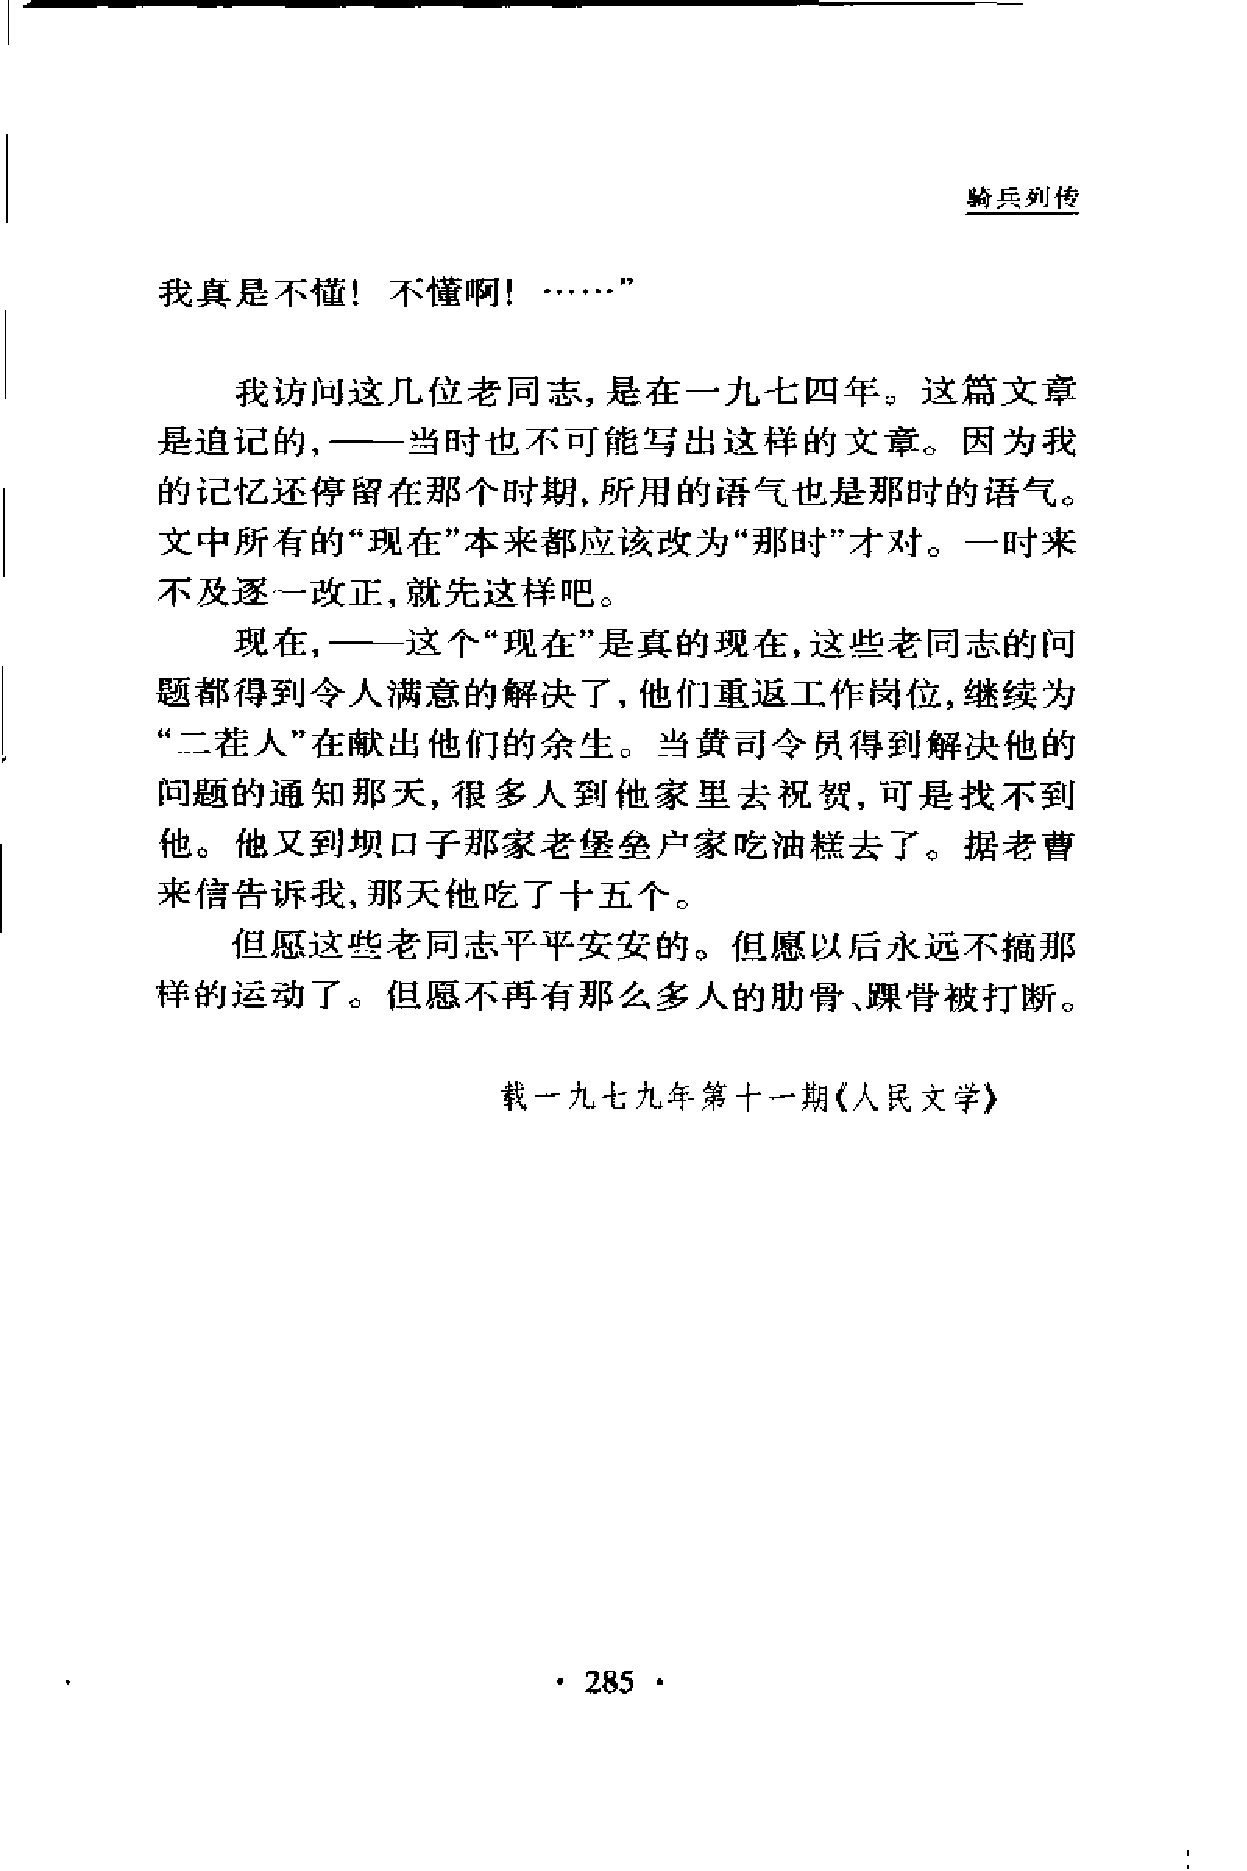 骑兵列传
我真是不懂！不懂啊！……”
我访问这几位老同志，是在一九七四年。这篇文章
是追记的，——当时也不可能写出这样的文章。因为我
的记忆还停留在那个时期，所用的语气也是那时的语气。
文中所有的“现在”本来都应该改为“那时”才对。一时来
不及逐一改正，就先这样吧。
现在，——这个“现在”是真的现在，这些老同志的问
题都得到令人满意的解决了，他们重返工作岗位，继续为
“二茬人”在献出他们的余生。当黄司令员得到解决他的
问题的通知那天，很多人到他家里去祝贺，可是找不到
他。他又到坝口子那家老堡垒户家吃油糕去了。据老曹
来信告诉我，那天他吃了十五个。
但愿这些老同志平平安安的。但愿以后永远不搞那
样的运动了。但愿不再有那么多人的肋骨、踝骨被打断。
载一九七九年第十一期《人民文学》
· 285 ·